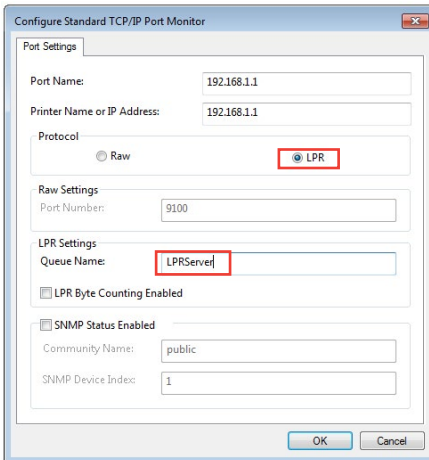 Configure Standard TCP/IP Port Monitor
Port Settings
Port Name: 192.168.1.1
Printer Name or IP Address: 192.168.1.1
Protocol
Raw LPR
Raw Settings
Port Number: 9100
LPR Settings
Queue Name: LPRServer
LPR Byte Counting Enabled
SNMP Status Enabled
Community Name: public
SNMP Device Index: 1
OK Cancel